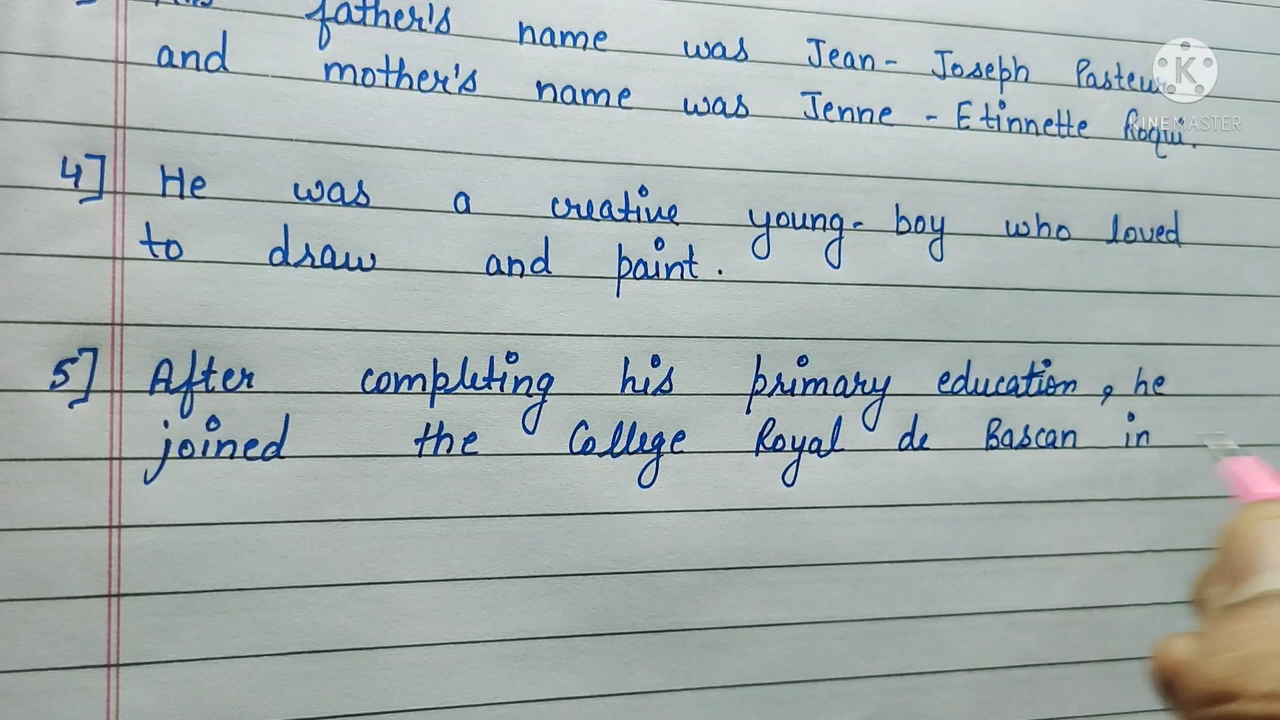 father's name was Jean- Joseph Pasteur
and mother's name was Jenne - Etinnette Roqui.
4] He was a creative young- boy who loved
to draw and paint.
5] After completing his primary education, he
joined the College Royal de Bascan in
KINEMASTER